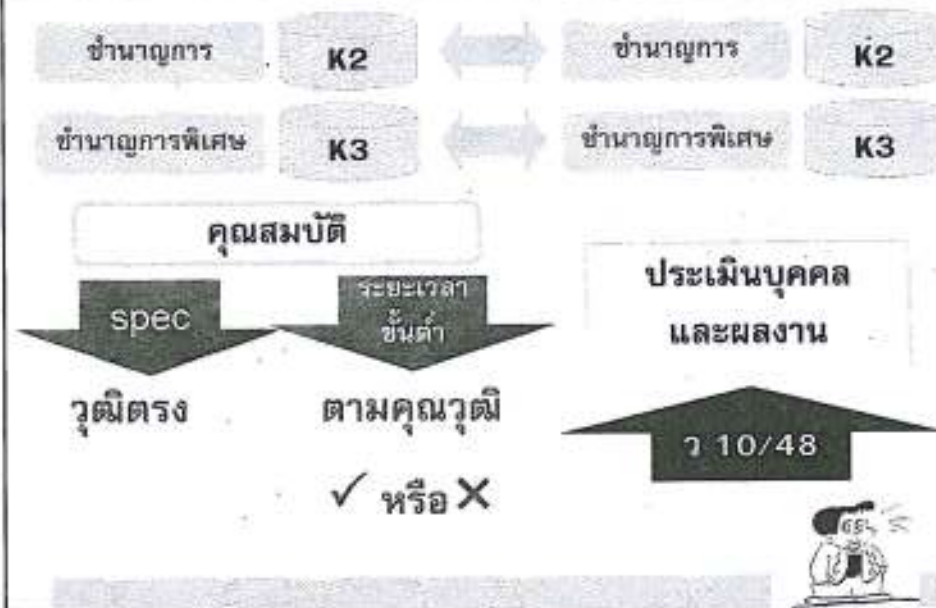 ชำนาญการ K2 ชำนาญการ K2
ชำนาญการพิเศษ K3 ชำนาญการพิเศษ K3
คุณสมบัติ
spec
วุฒิตรง
ระยะเวลา
ขั้นต่ำ
ตามคุณวุฒิ
✓ หรือ ✕
ประเมินบุคคล
และผลงาน
ว 10/48